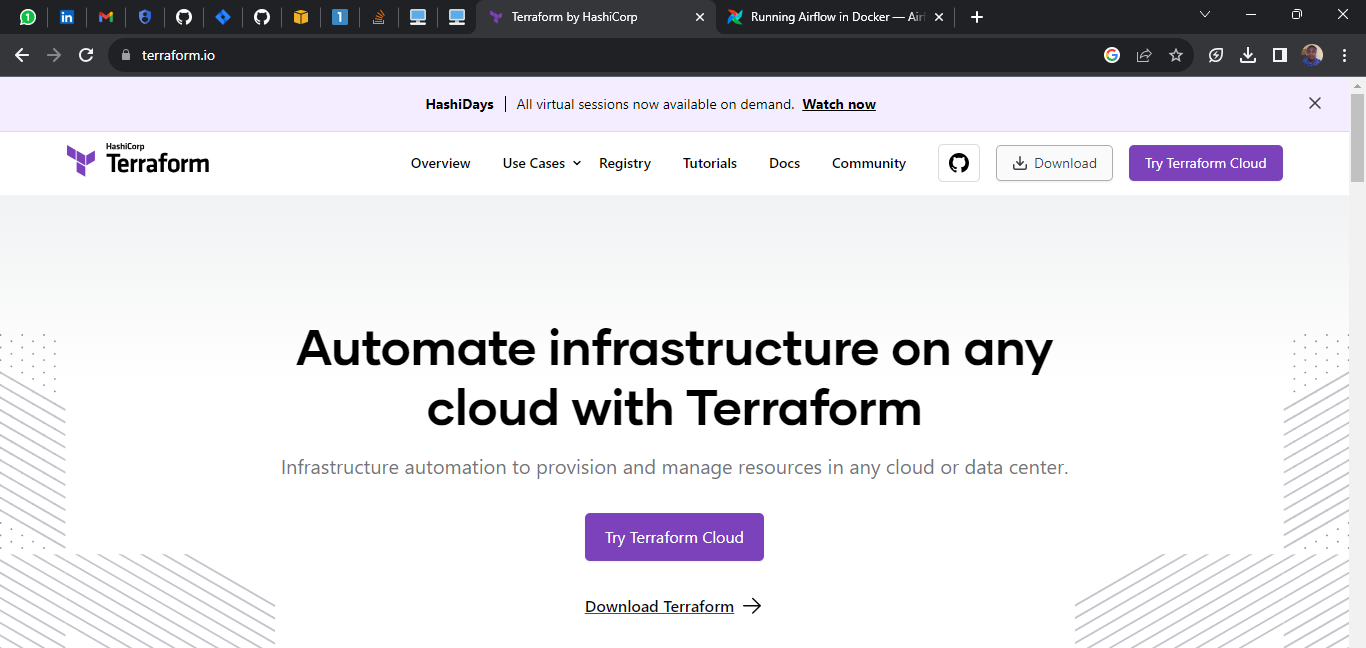 Terraform by HashiCorp
Running Airflow in Docker — Air
terraform.io
HashiDays | All virtual sessions now available on demand. Watch now
HashiCorp
Terraform
Overview Use Cases Registry Tutorials Docs Community Download Try Terraform Cloud
Automate infrastructure on any
cloud with Terraform
Infrastructure automation to provision and manage resources in any cloud or data center.
Try Terraform Cloud
Download Terraform